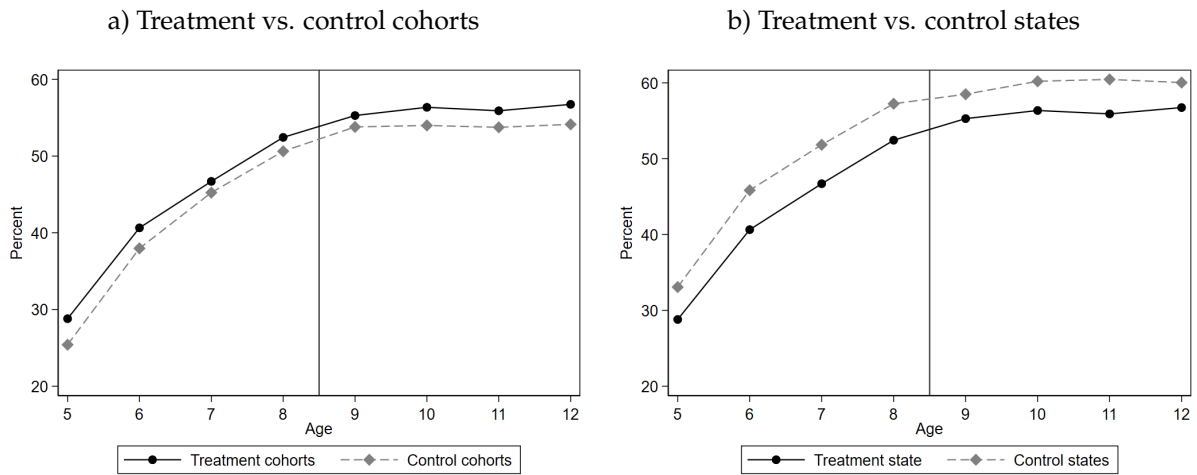 a) Treatment vs. control cohorts
Percent
60
50
40
30
20
5 6 7 8 9 10 11 12
Age
Treatment cohorts Control cohorts
b) Treatment vs. control states
Percent
60
50
40
30
20
5 6 7 8 9 10 11 12
Age
Treatment state Control states